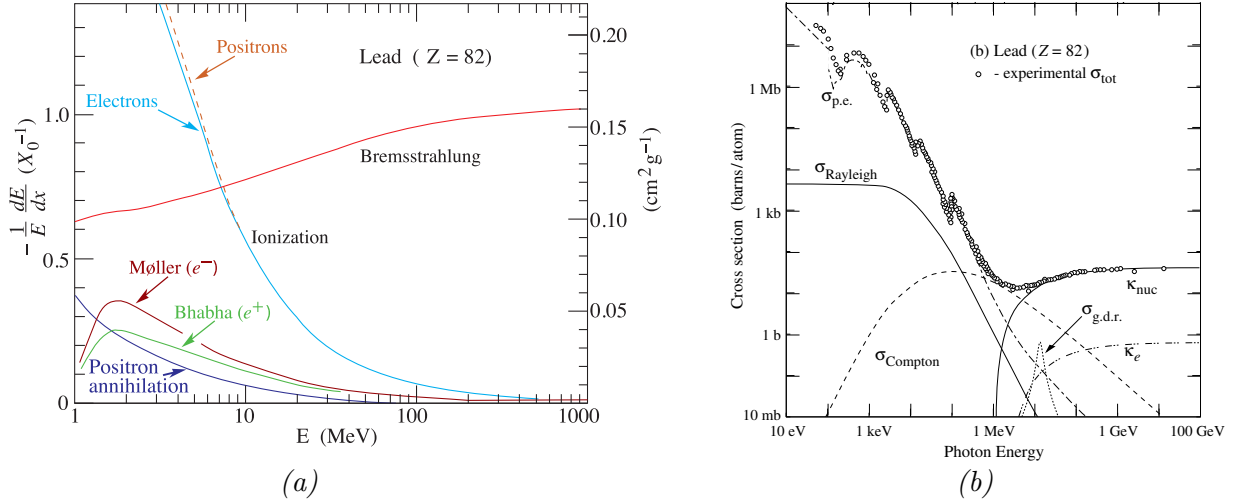 Lead ( Z = 82)
Positrons
Electrons
Bremsstrahlung
Ionization
Møller (e−)
Bhabha (e+)
Positron
annihilation
− 1/E dE/dx (X0−1)
(cm2 g−1)
1.0
0.5
0
0.20
0.15
0.10
0.05
1 10 100 1000
E (MeV)
(a)
(b) Lead (Z = 82)
o - experimental σtot
σp.e.
σRayleigh
κnuc
σg.d.r.
σCompton
κe
Cross section (barns/ atom)
1 Mb
1 kb
1 b
10 mb
10 eV 1 keV 1 MeV 1 GeV 100 GeV
Photon Energy
(b)